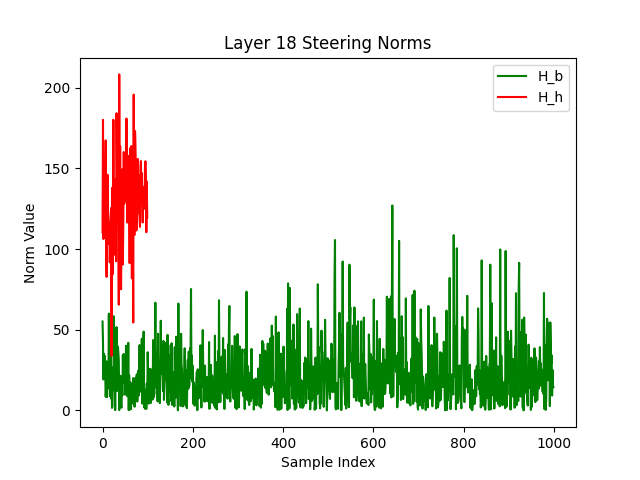 Layer 18 Steering Norms
H_b
H_h
Norm Value
200
150
100
50
0
0 200 400 600 800 1000
Sample Index